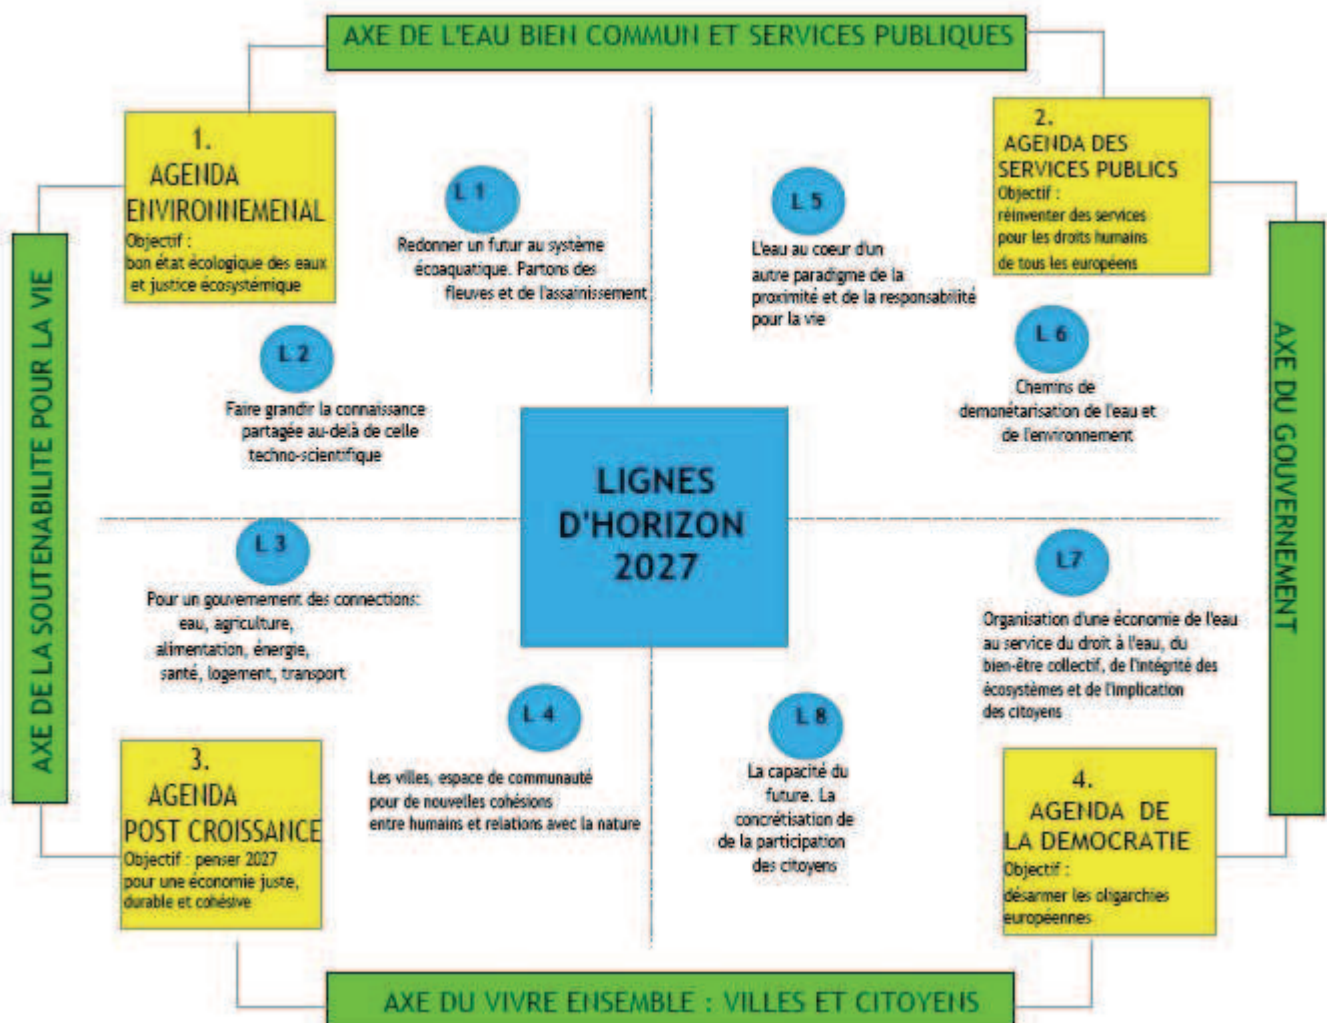 AXE DE L'EAU BIEN COMMUN ET SERVICES PUBLIQUES
1.
AGENDA
ENVIRONNEMENAL
Objectif :
bon état écologique des eaux
et justice écosystémique
2.
AGENDA DES
SERVICES PUBLICS
Objectif :
réinventer des services
pour les droits humains
de tous les européens
AXE DE LA SOUTENABILITE POUR LA VIE
AXE DU GOUVERNEMENT
L 1
Redonner un futur au système
écoaquatique. Partons des
fleuves et de l'assainissement
L 5
L'eau au coeur d'un
autre paradigme de la
proximité et de la responsabilité
pour la vie
L 2
Faire grandir la connaissance
partagée au-delà de celle
techno-scientifique
L 6
Chemins de
demonétarisation de l'eau et
de l'environnement
LIGNES
D'HORIZON
2027
L 3
Pour un gouvernement des connections:
eau, agriculture,
alimentation, énergie,
santé, logement, transport
L7
Organisation d'une économie de l'eau
au service du droit à l'eau, du
bien-être collectif, de l'intégrité des
écosystèmes et de l'implication
des citoyens
L 4
Les villes, espace de communauté
pour de nouvelles cohésions
entre humains et relations avec la nature
L 8
La capacité du
future. La
concrétisation de
de la participation
des citoyens
3.
AGENDA
POST CROISSANCE
Objectif : penser 2027
pour une économie juste,
durable et cohésive
4.
AGENDA DE
LA DEMOCRATIE
Objectif :
désarmer les oligarchies
européennes
AXE DU VIVRE ENSEMBLE : VILLES ET CITOYENS